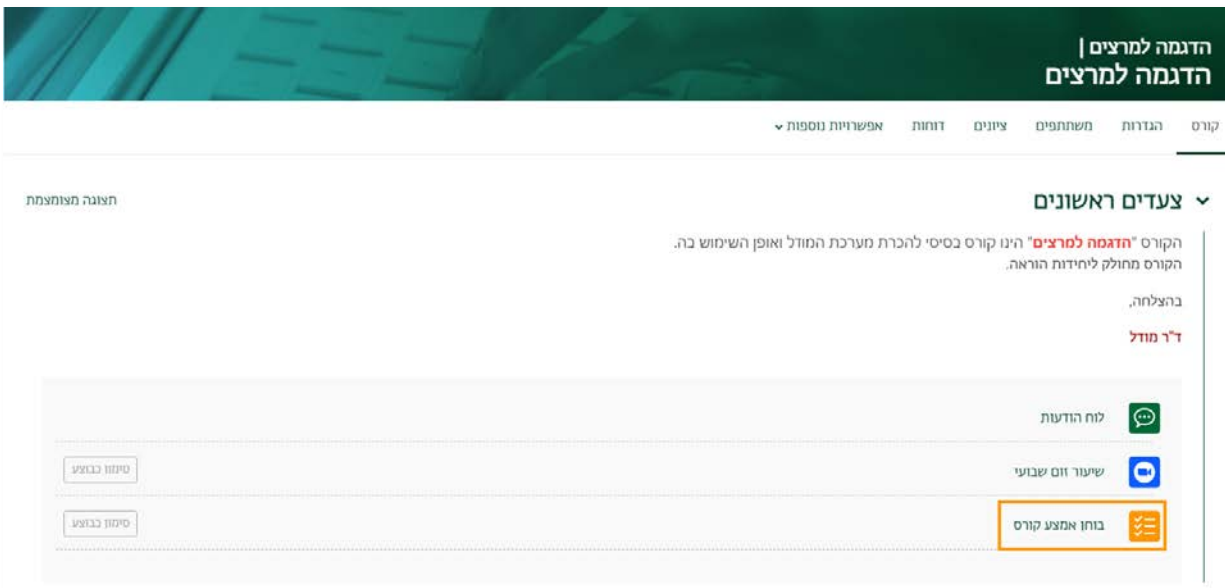 הדגמה למרצים |
הדגמה למרצים
קורס הגדרות משתתפים ציונים דוחות אפשרויות נוספות
צעדים ראשונים
תצוגה מצומצמת
הקורס "הדגמה למרצים" הינו קורס בסיסי להכרת מערכת המודל ואופן השימוש בה.
הקורס מחולק ליחידות הוראה.
בהצלחה,
ד"ר מודל
לוח הודעות
שיעור זום שבועי
סימון כבוצע
בוחן אמצע קורס
סימון כבוצע